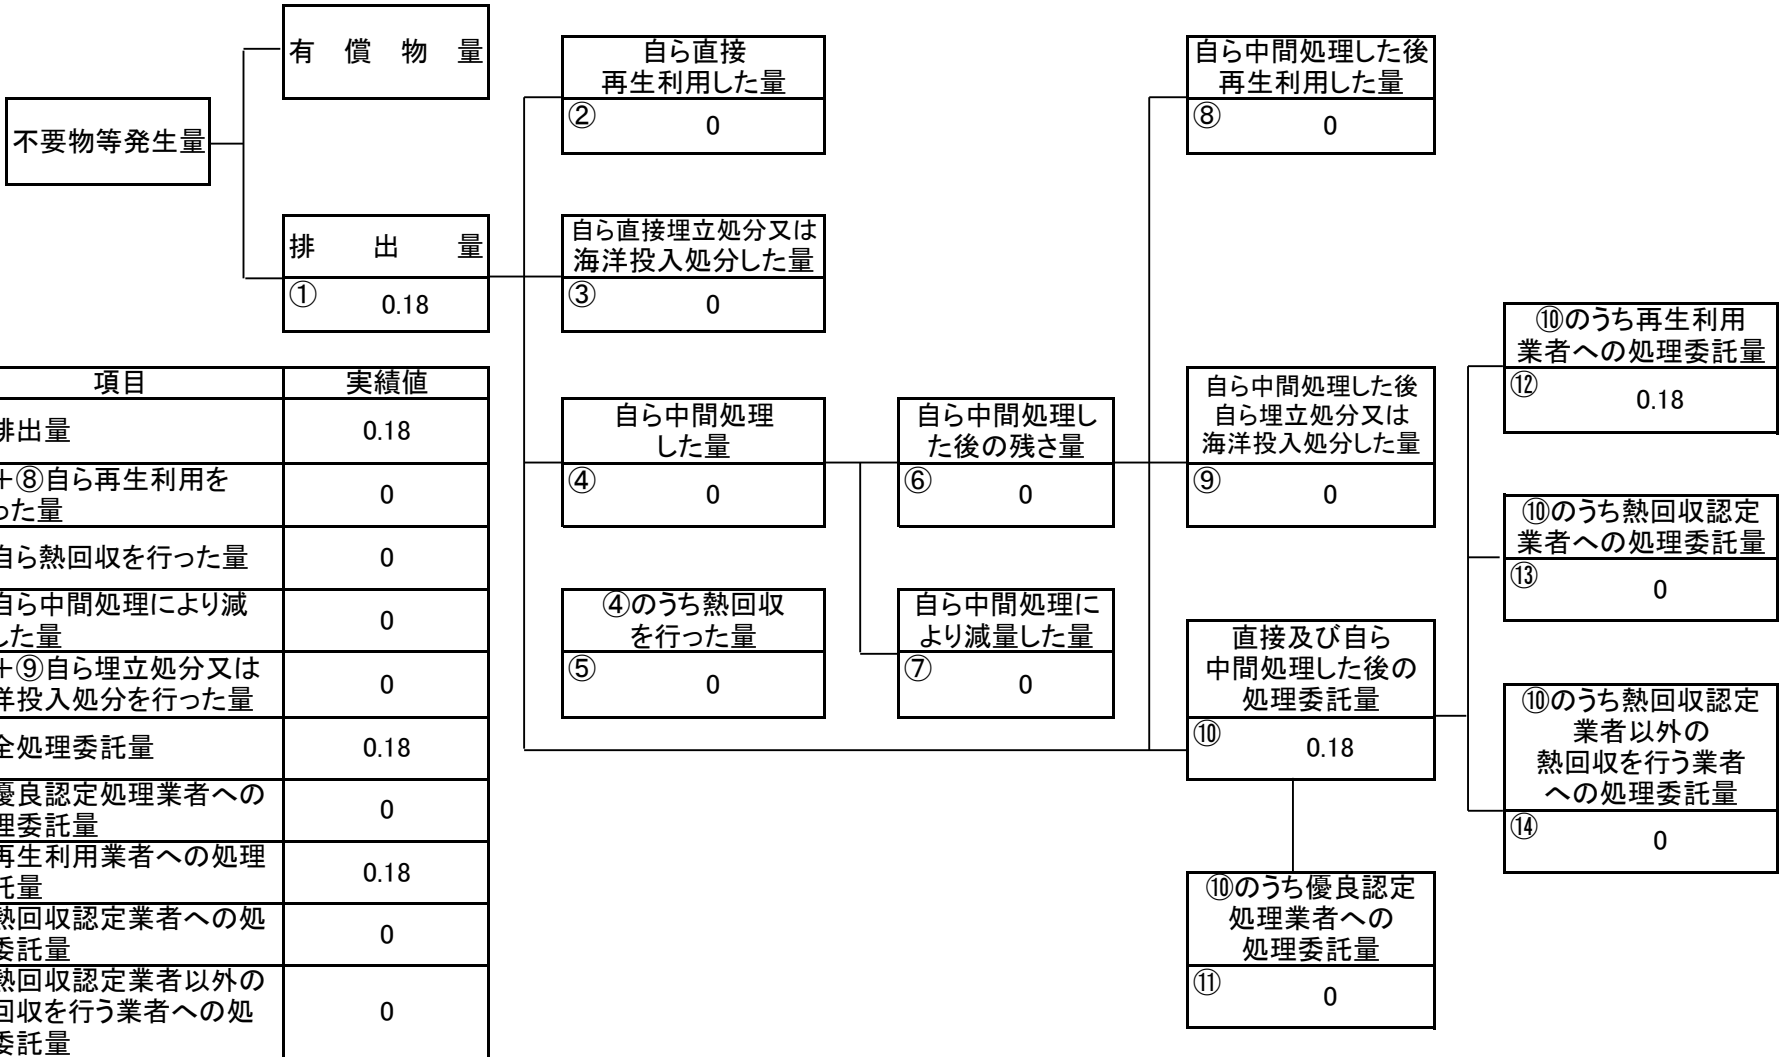 有償物量
不要物等発生量
排出量
①
0.18
自ら直接
再生利用した量
②
0
自ら直接埋立処分又は
海洋投入処分した量
③
0
自ら中間処理
した量
④
0
④のうち熱回収
を行った量
⑤
0
自ら中間処理し
た後の残さ量
⑥
0
自ら中間処理に
より減量した量
⑦
0
自ら中間処理した後
再生利用した量
⑧
0
自ら中間処理した後
自ら埋立処分又は
海洋投入処分した量
⑨
0
直接及び自ら
中間処理した後の
処理委託量
⑩
0.18
⑩のうち優良認定
処理業者への
処理委託量
⑪
0
⑩のうち再生利用
業者への処理委託量
⑫
0.18
⑩のうち熱回収認定
業者への処理委託量
⑬
0
⑩のうち熱回収認定
業者以外の
熱回収を行う業者
への処理委託量
⑭
0
項目 実績値
排出量 0.18
+⑧自ら再生利用を
った量 0
自ら熱回収を行った量 0
自ら中間処理により減
した量 0
+⑨自ら埋立処分又は
洋投入処分を行った量 0
全処理委託量 0.18
優良認定処理業者への
理委託量 0
再生利用業者への処理
託量 0.18
熱回収認定業者への処
委託量 0
熱回収認定業者以外の
回収を行う業者への処
委託量 0